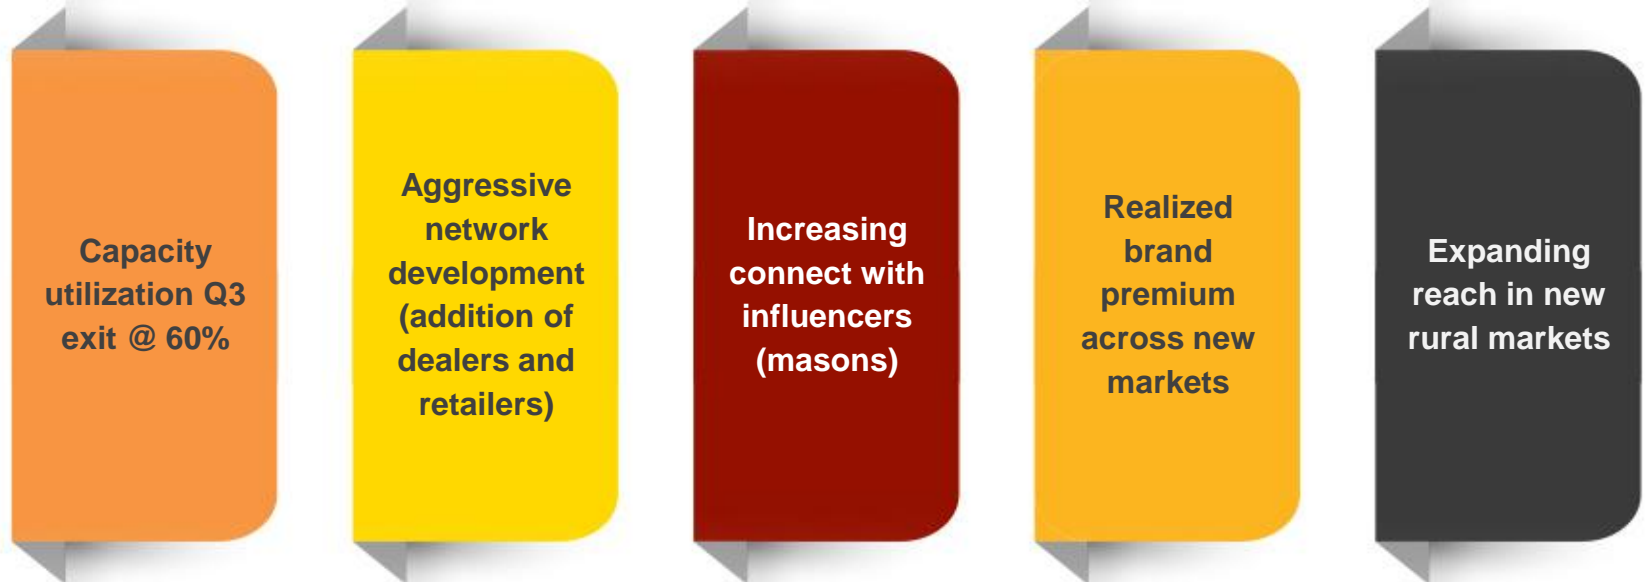 Capacity
utilization Q3
exit @ 60%
Aggressive
network
development
(addition of
dealers and
retailers)
Increasing
connect with
influencers
(masons)
Realized
brand
premium
across new
markets
Expanding
reach in new
rural markets